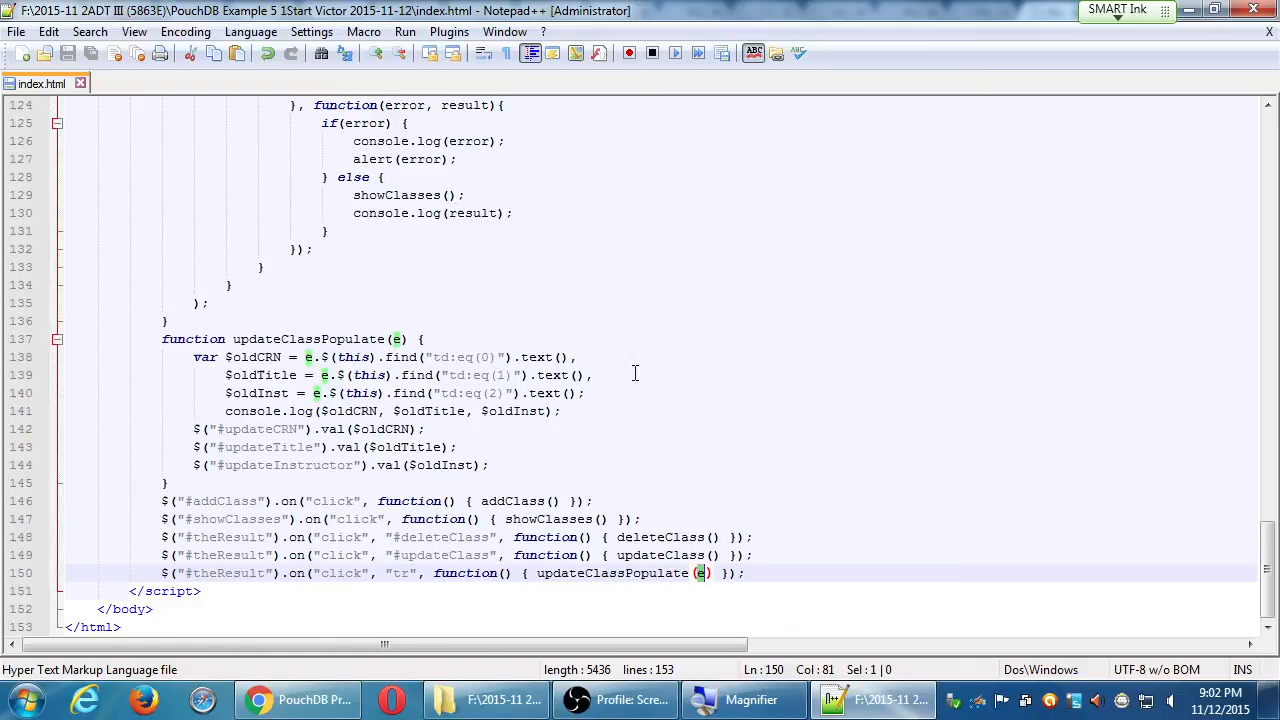 F:\2015-11 2ADT III (5863E)\PouchDB Example 5 1Start Victor 2015-11-12\index.html - Notepad++ [Administrator]
SMART Ink
File Edit Search View Encoding Language Settings Macro Run Plugins Window ? X
index.html
124 }, function(error, result){
125 if(error) {
126 console.log(error);
127 alert(error);
128 } else {
129 showClasses();
130 console.log(result);
131 }
132 });
133 }
134 }
135 );
136 }
137 function updateClassPopulate(e) {
138 var $oldCRN = e.$(this).find("td:eq(0)").text(),
139 $oldTitle = e.$(this).find("td:eq(1)").text(),
140 $oldInst = e.$(this).find("td:eq(2)").text();
141 console.log($oldCRN, $oldTitle, $oldInst);
142 $("#updateCRN").val($oldCRN);
143 $("#updateTitle").val($oldTitle);
144 $("#updateInstructor").val($oldInst);
145 }
146 $("#addClass").on("click", function() { addClass() });
147 $("#showClasses").on("click", function() { showClasses() });
148 $("#theResult").on("click", "#deleteClass", function() { deleteClass(); });
149 $("#theResult").on("click", "#updateClass", function() { updateClass(); });
150 $("#theResult").on("click", "tr", function() { updateClassPopulate(e) });
151 </script>
152 </body>
153 </html>
Hyper Text Markup Language file length : 5436 lines : 153 Ln : 150 Col : 81 Sel : 1 | 0 Dos\Windows UTF-8 w/o BOM INS
PouchDB Pr... F:\2015-11 2... Profile: Scre... Magnifier F:\2015-11 2... 9:02 PM
11/12/2015